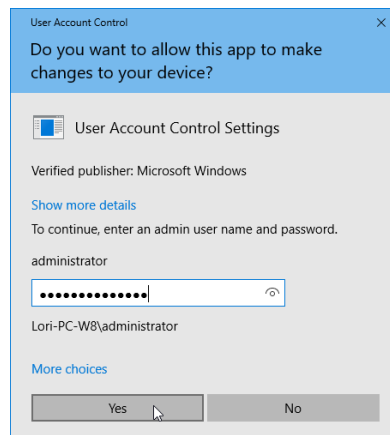 User Account Control
Do you want to allow this app to make
changes to your device?
User Account Control Settings
Verified publisher: Microsoft Windows
Show more details
To continue, enter an admin user name and password.
administrator
●●●●●●●●●●●●●●
Lori-PC-W8\administrator
More choices
Yes
No